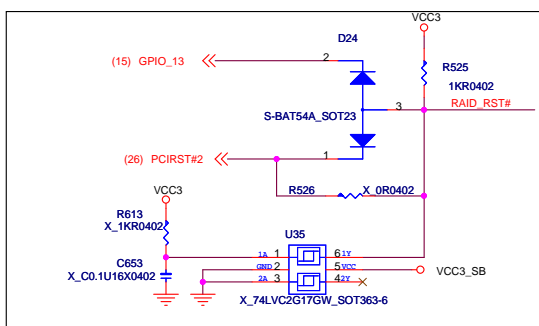 D24
VCC3
(15) GPIO_13
2
R525
1KR0402
S-BAT54A_SOT23
3
RAID_RST#
(26) PCIRST#2
1
VCC3
R526
X_0R0402
R613
X_1KR0402
U35
1A 1
6 1Y
C653
GND 2
5 VCC
VCC3_SB
X_C0.1U16X0402
2A 3
4 2Y
X_74LVC2G17GW_SOT363-6